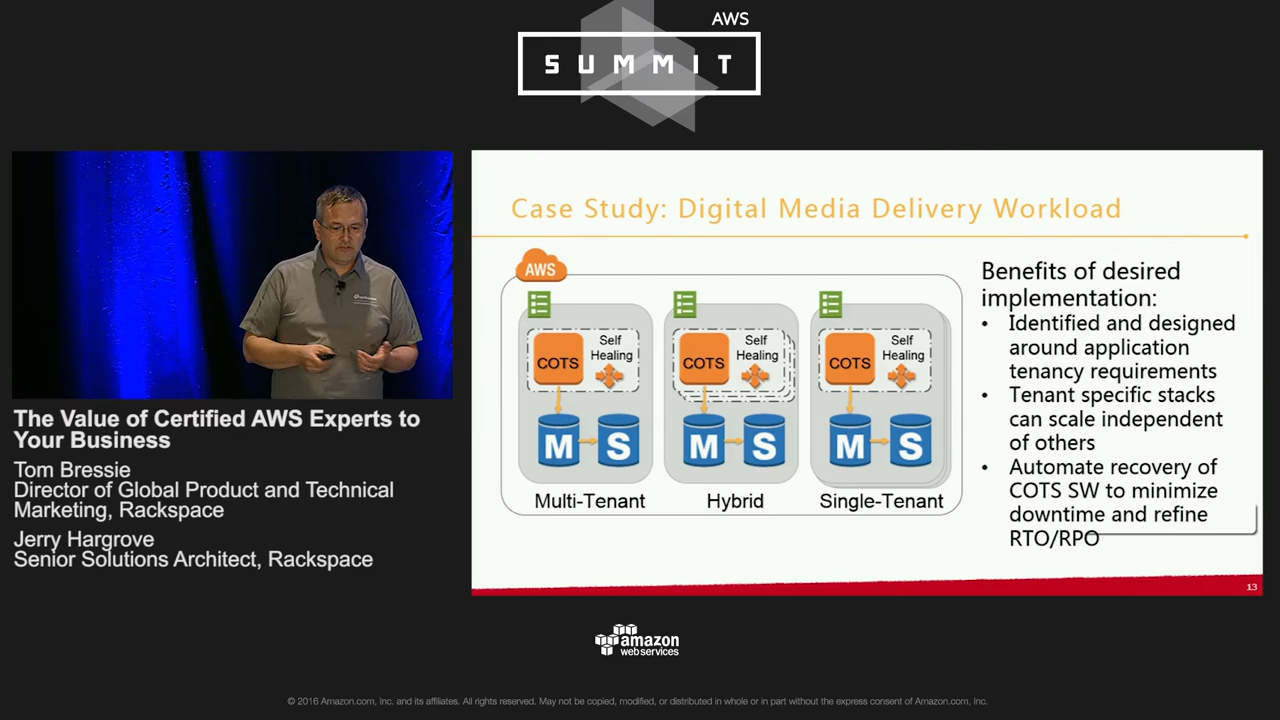 AWS
SUMMIT
Case Study: Digital Media Delivery Workload
AWS
COTS
Self
Healing
M
S
Multi-Tenant
COTS
Self
Healing
M
S
Hybrid
COTS
Self
Healing
M
S
Single-Tenant
Benefits of desired
implementation:
• Identified and designed
around application
tenancy requirements
• Tenant specific stacks
can scale independent
of others
• Automate recovery of
COTS SW to minimize
downtime and refine
RTO/RPO
13
The Value of Certified AWS Experts to
Your Business
Tom Bressie
Director of Global Product and Technical
Marketing, Rackspace
Jerry Hargrove
Senior Solutions Architect, Rackspace
amazon
web services
© 2016 Amazon.com, Inc. and its affiliates. All rights reserved. May not be copied, modified, or distributed in whole or in part without the express consent of Amazon.com, Inc.